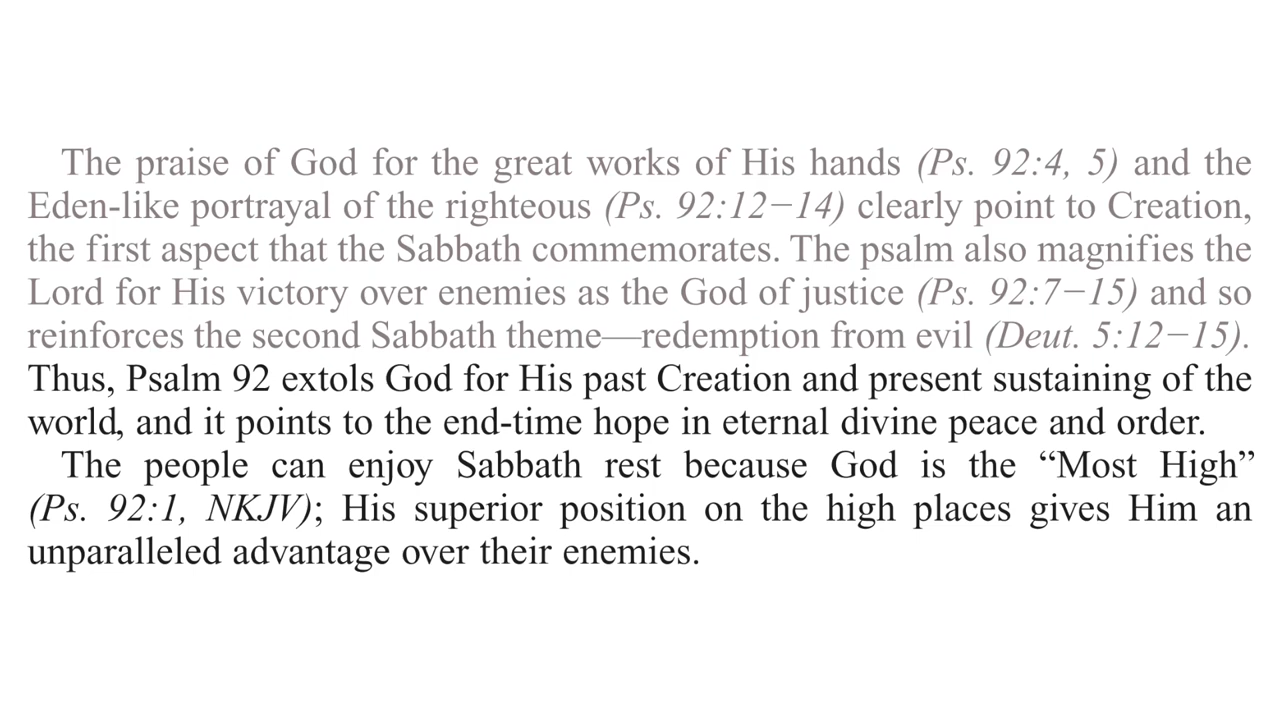 The praise of God for the great works of His hands (Ps. 92:4, 5) and the
Eden-like portrayal of the righteous (Ps. 92:12−14) clearly point to Creation,
the first aspect that the Sabbath commemorates. The psalm also magnifies the
Lord for His victory over enemies as the God of justice (Ps. 92:7−15) and so
reinforces the second Sabbath theme—redemption from evil (Deut. 5:12−15).
Thus, Psalm 92 extols God for His past Creation and present sustaining of the
world, and it points to the end-time hope in eternal divine peace and order.
The people can enjoy Sabbath rest because God is the “Most High”
(Ps. 92:1, NKJV); His superior position on the high places gives Him an
unparalleled advantage over their enemies.